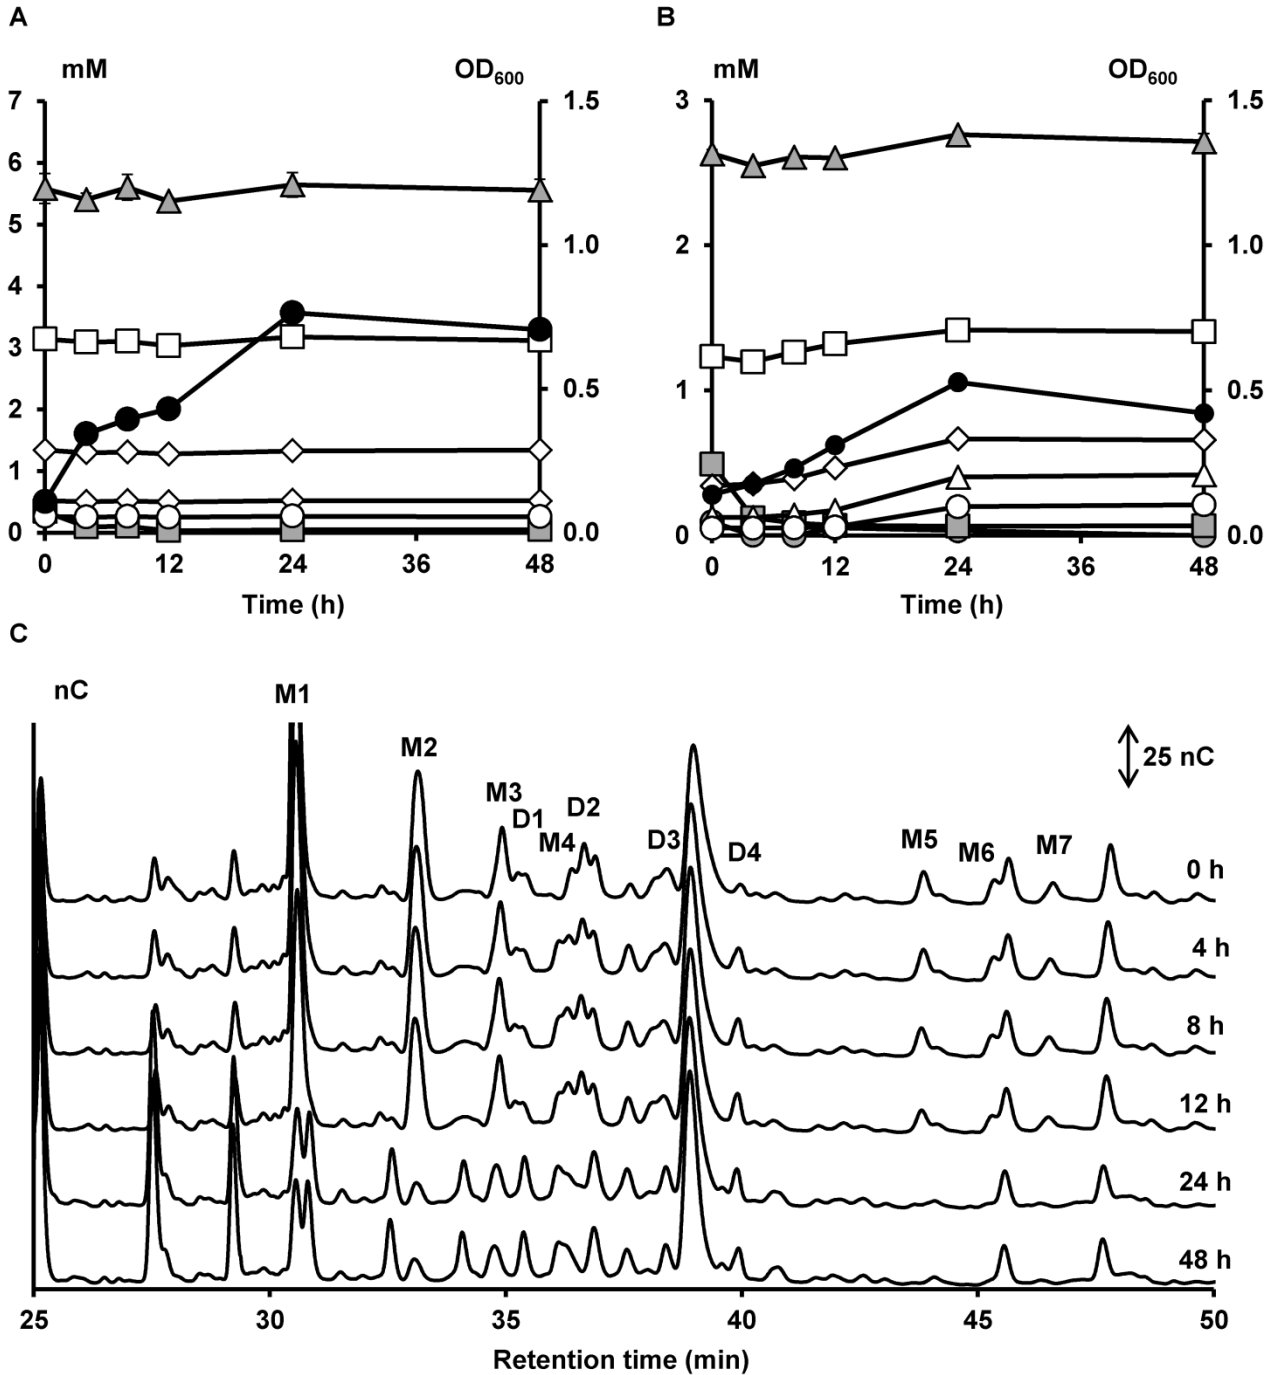 A
B
mM
OD600
mM
OD600
7
6
5
4
3
2
1
0
1.5
1.0
0.5
0.0
3
2
1
0
1.5
1.0
0.5
0.0
0 12 24 36 48
0 12 24 36 48
Time (h)
Time (h)
C
nC
M1
M2
M3
D1
M4
D2
D3
D4
M5
M6
M7
25 nC
0 h
4 h
8 h
12 h
24 h
48 h
25 30 35 40 45 50
Retention time (min)